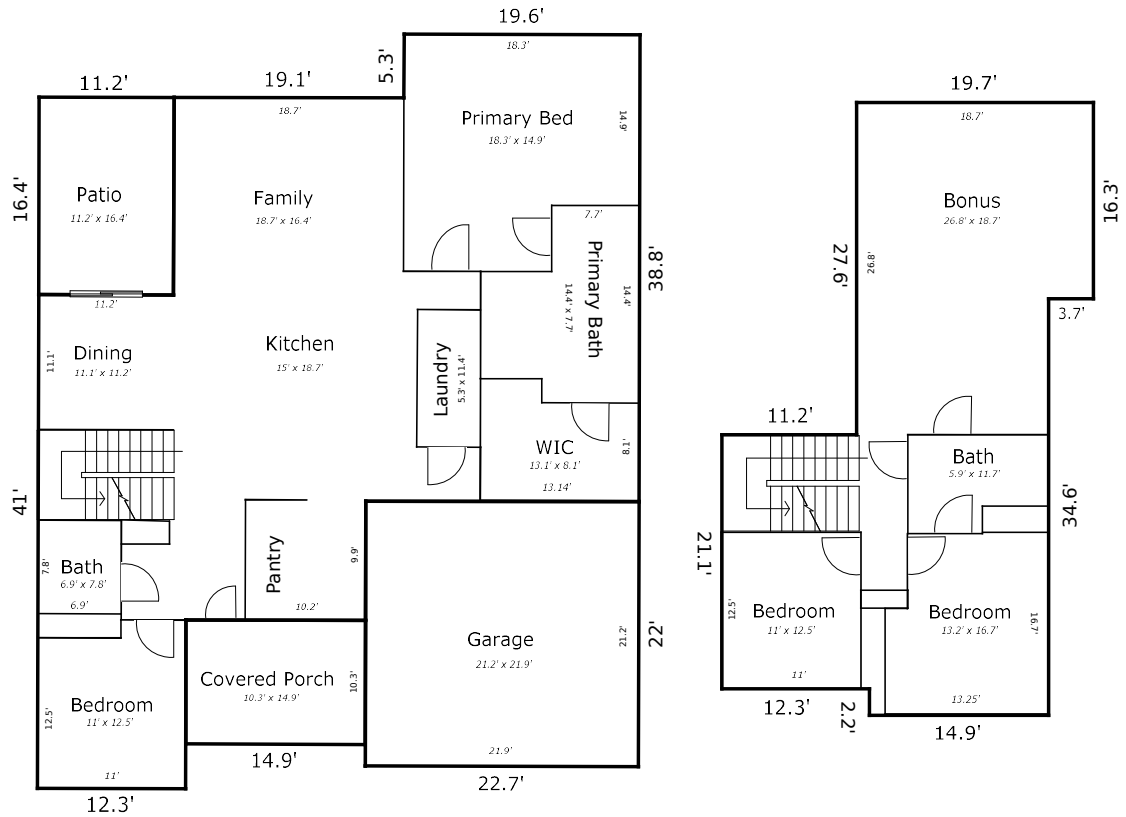 19.6'
18.3'
5.3'
11.2'
19.1'
18.7'
Primary Bed
18.3' x 14.9'
14.9'
Patio
11.2' x 16.4'
16.4'
Family
18.7' x 16.4'
7.7'
Primary Bath
14.4' x 7.7'
14.4'
38.8'
11.2'
Dining
11.1' x 11.2'
11.1'
Kitchen
15' x 18.7'
Laundry
5.3' x 11.4'
WIC
13.1' x 8.1'
8.1'
13.14'
41'
Bath
6.9' x 7.8'
7.8'
6.9'
Pantry
9.9'
10.2'
Garage
21.2' x 21.9'
21.2'
22'
21.9'
22.7'
Covered Porch
10.3' x 14.9'
10.3'
14.9'
Bedroom
11' x 12.5'
12.5'
11'
12.3'
19.7'
18.7'
Bonus
26.8' x 18.7'
16.3'
27.6'
26.8'
3.7'
11.2'
Bath
5.9' x 11.7'
34.6'
21.1'
Bedroom
11' x 12.5'
12.5'
11'
12.3'
2.2'
Bedroom
13.2' x 16.7'
16.7'
13.25'
14.9'